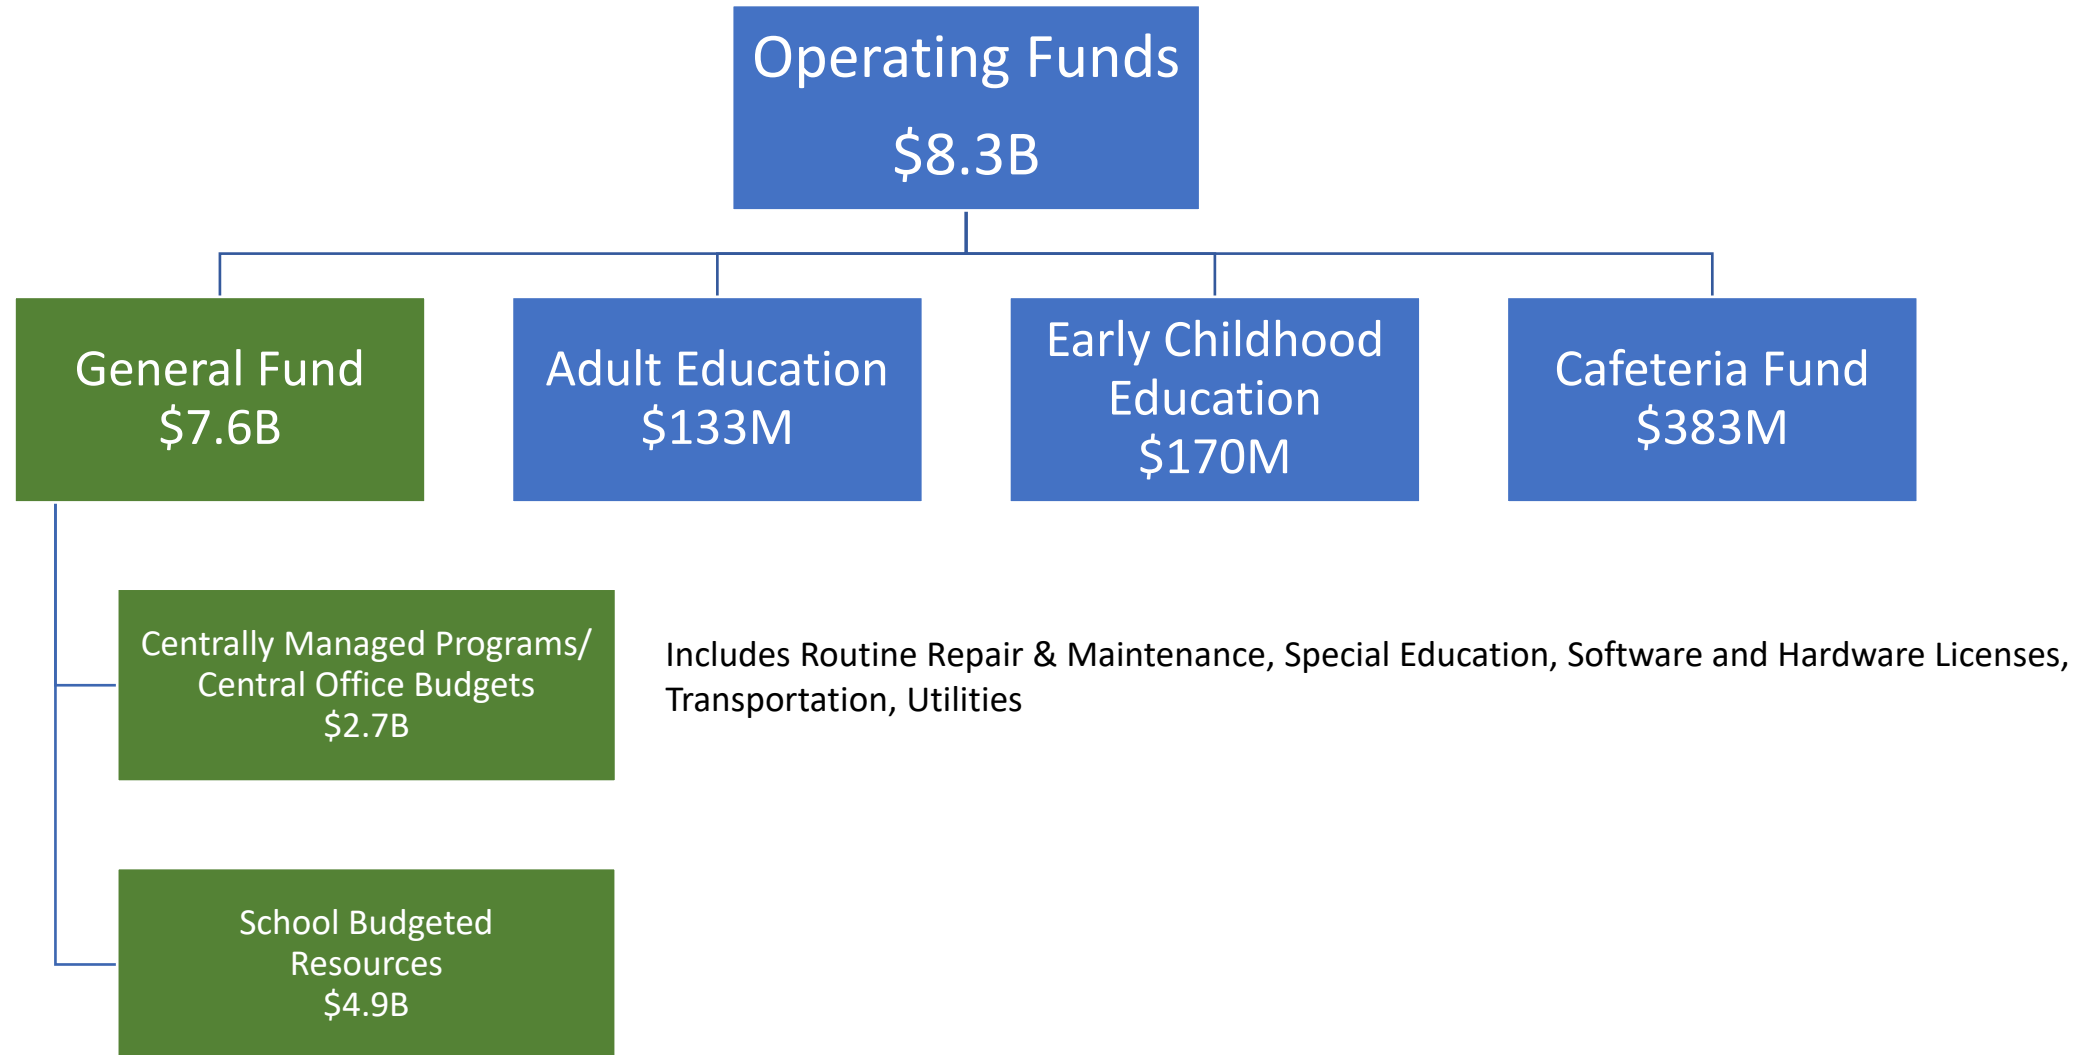 Operating Funds
$8.3B
General Fund
$7.6B
Adult Education
$133M
Early Childhood
Education
$170M
Cafeteria Fund
$383M
Centrally Managed Programs/
Central Office Budgets
$2.7B
Includes Routine Repair & Maintenance, Special Education, Software and Hardware Licenses,
Transportation, Utilities
School Budgeted
Resources
$4.9B